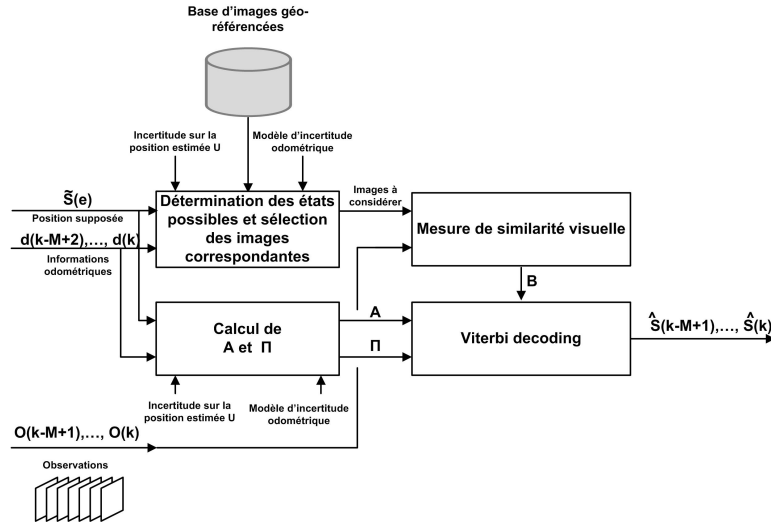 Base d'images géo-
référencées
Incertitude sur la
position estimée U
Modèle d'incertitude
odométrique
S̃(e)
Position supposée
d(k-M+2),..., d(k)
Informations
odométriques
Détermination des états
possibles et sélection
des images
correspondantes
Images à
considérer
Mesure de similarité visuelle
B
Calcul de
A et Π
A
Π
Viterbi decoding
Ŝ(k-M+1),..., Ŝ(k)
Incertitude sur la
position estimée U
Modèle d'incertitude
odométrique
O(k-M+1),..., O(k)
Observations